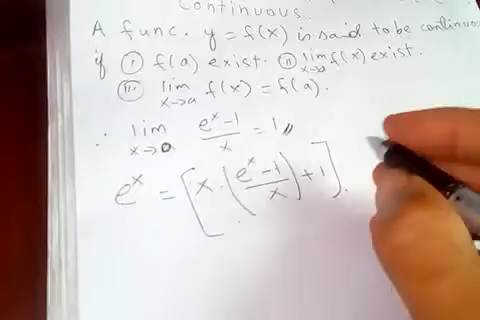 Continuous.
A func. y = f(x) is said to be continuous
if (i) f(a) exist. (ii) lim x→a f(x) exist.
(iii) lim x→a f(x) = f(a).
∴ lim x→0 (e^x - 1)/x = 1,,
e^x = [x · ((e^x - 1)/x) + 1].